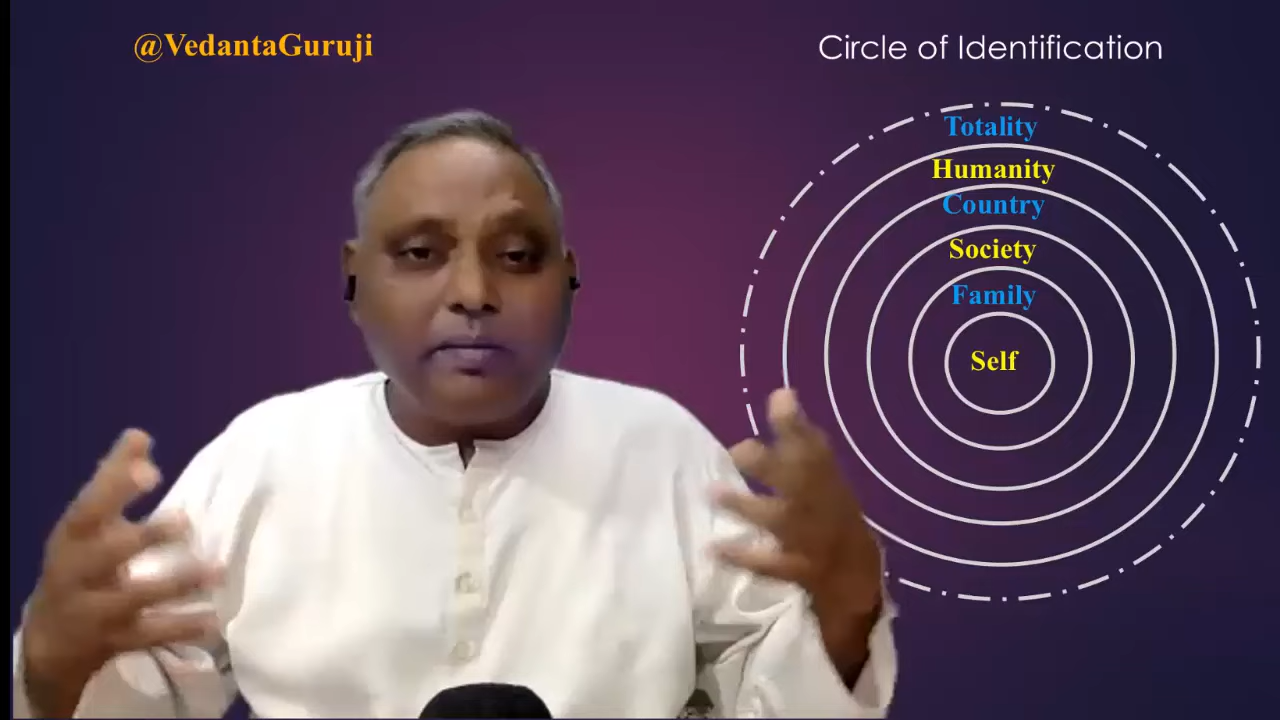 @VedantaGuruji
Circle of Identification
Totality
Humanity
Country
Society
Family
Self